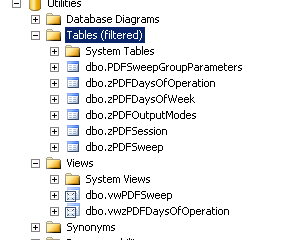 Utilities
Database Diagrams
Tables (filtered)
System Tables
dbo.PDFSweepGroupParameters
dbo.zPDFDaysOfOperation
dbo.zPDFDaysOfWeek
dbo.zPDFOutputModes
dbo.zPDFSession
dbo.zPDFSweep
Views
System Views
dbo.vwPDFSweep
dbo.vwzPDFDaysOfOperation
Synonyms